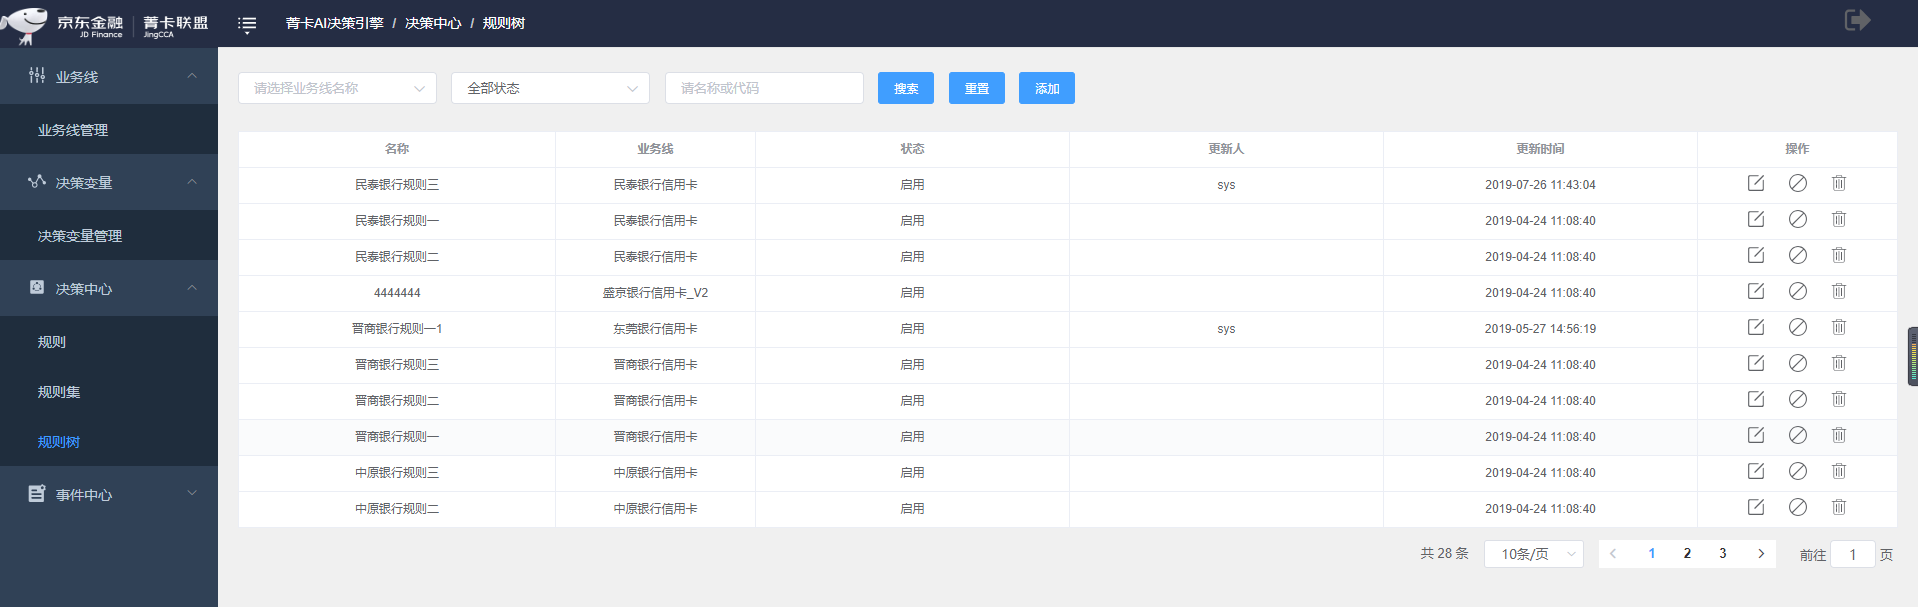 京东金融 JD Finance 菁卡联盟 JingCCA
菁卡AI决策引擎 / 决策中心 / 规则树
业务线
业务线管理
决策变量
决策变量管理
决策中心
规则
规则集
规则树
事件中心
请选择业务线名称 全部状态 请名称或代码 搜索 重置 添加
名称 业务线 状态 更新人 更新时间 操作
民泰银行规则三 民泰银行信用卡 启用 sys 2019-07-26 11:43:04
民泰银行规则一 民泰银行信用卡 启用 2019-04-24 11:08:40
民泰银行规则二 民泰银行信用卡 启用 2019-04-24 11:08:40
4444444 盛京银行信用卡_V2 启用 2019-04-24 11:08:40
晋商银行规则一1 东莞银行信用卡 启用 sys 2019-05-27 14:56:19
晋商银行规则三 晋商银行信用卡 启用 2019-04-24 11:08:40
晋商银行规则二 晋商银行信用卡 启用 2019-04-24 11:08:40
晋商银行规则一 晋商银行信用卡 启用 2019-04-24 11:08:40
中原银行规则三 中原银行信用卡 启用 2019-04-24 11:08:40
中原银行规则二 中原银行信用卡 启用 2019-04-24 11:08:40
共 28 条 10条/页 1 2 3 前往 1 页